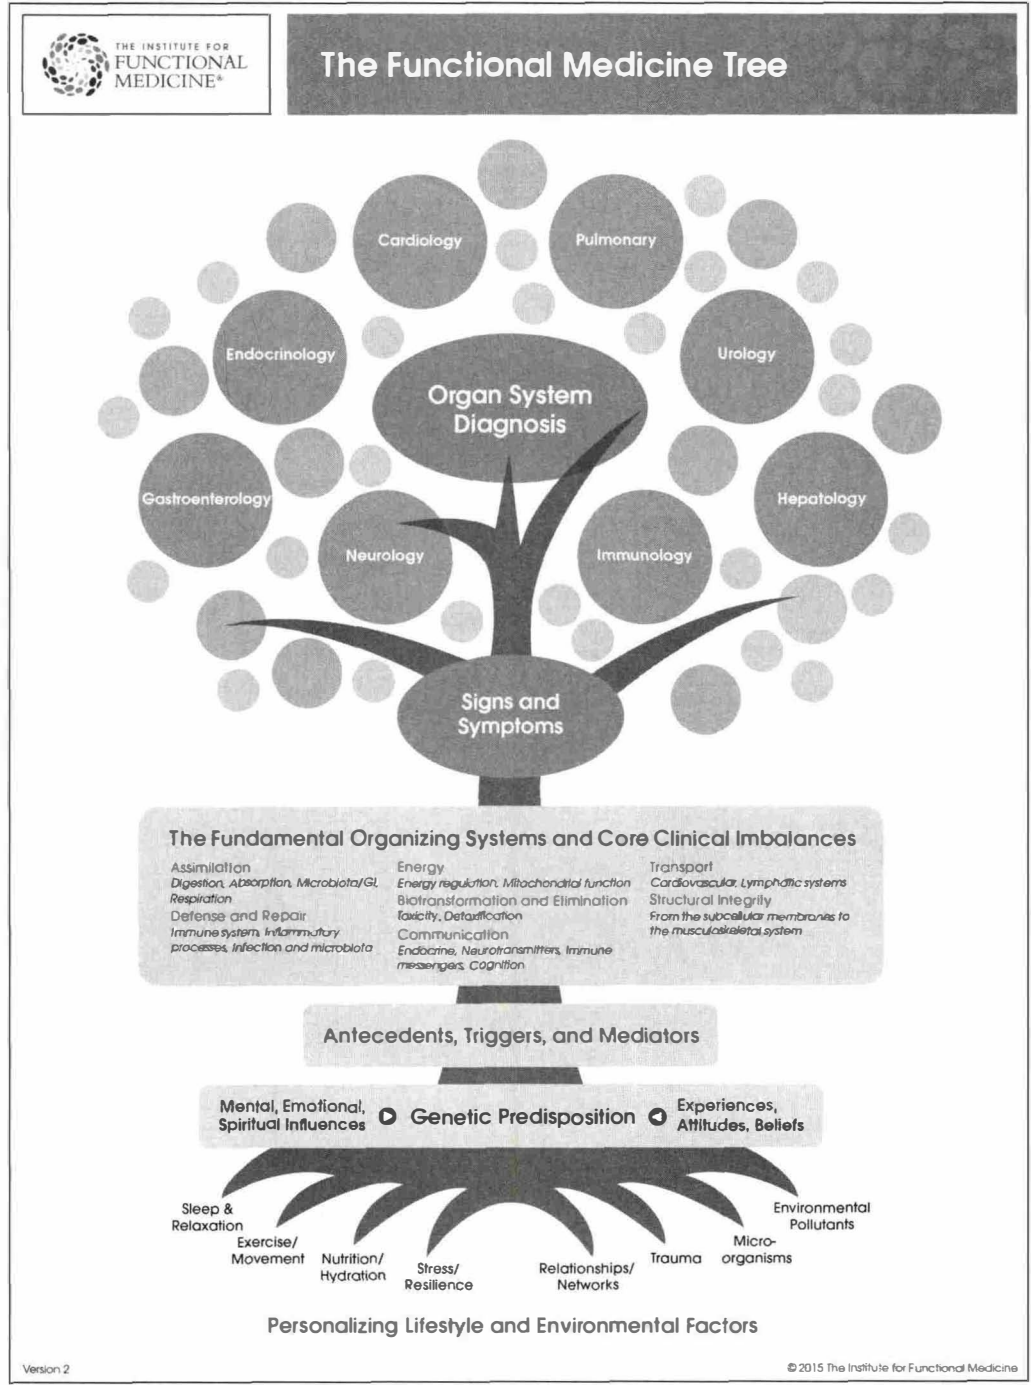 THE INSTITUTE FOR
FUNCTIONAL
MEDICINE®
The Functional Medicine Tree
Cardiology
Pulmonary
Endocrinology
Urology
Organ System
Diagnosis
Gastroenterology
Hepatology
Neurology
Immunology
Signs and
Symptoms
The Fundamental Organizing Systems and Core Clinical Imbalances
Assimilation
Digestion, Absorption, Microbiota/GI,
Respiration
Defense and Repair
Immune system, Inflammatory
processes, Infection and microbiota
Energy
Energy regulation, Mitochondrial function
Biotransformation and Elimination
Toxicity, Detoxification
Communication
Endocrine, Neurotransmitters, Immune
messengers, Cognition
Transport
Cardiovascular, Lymphatic systems
Structural Integrity
From the subcellular membranes to
the musculoskeletal system
Antecedents, Triggers, and Mediators
Mental, Emotional,
Spiritual Influences
Genetic Predisposition
Experiences,
Attitudes, Beliefs
Sleep &
Relaxation
Exercise/
Movement
Nutrition/
Hydration
Stress/
Resilience
Relationships/
Networks
Trauma
Micro-
organisms
Environmental
Pollutants
Personalizing Lifestyle and Environmental Factors
Version 2
© 2015 The Institute for Functional Medicine